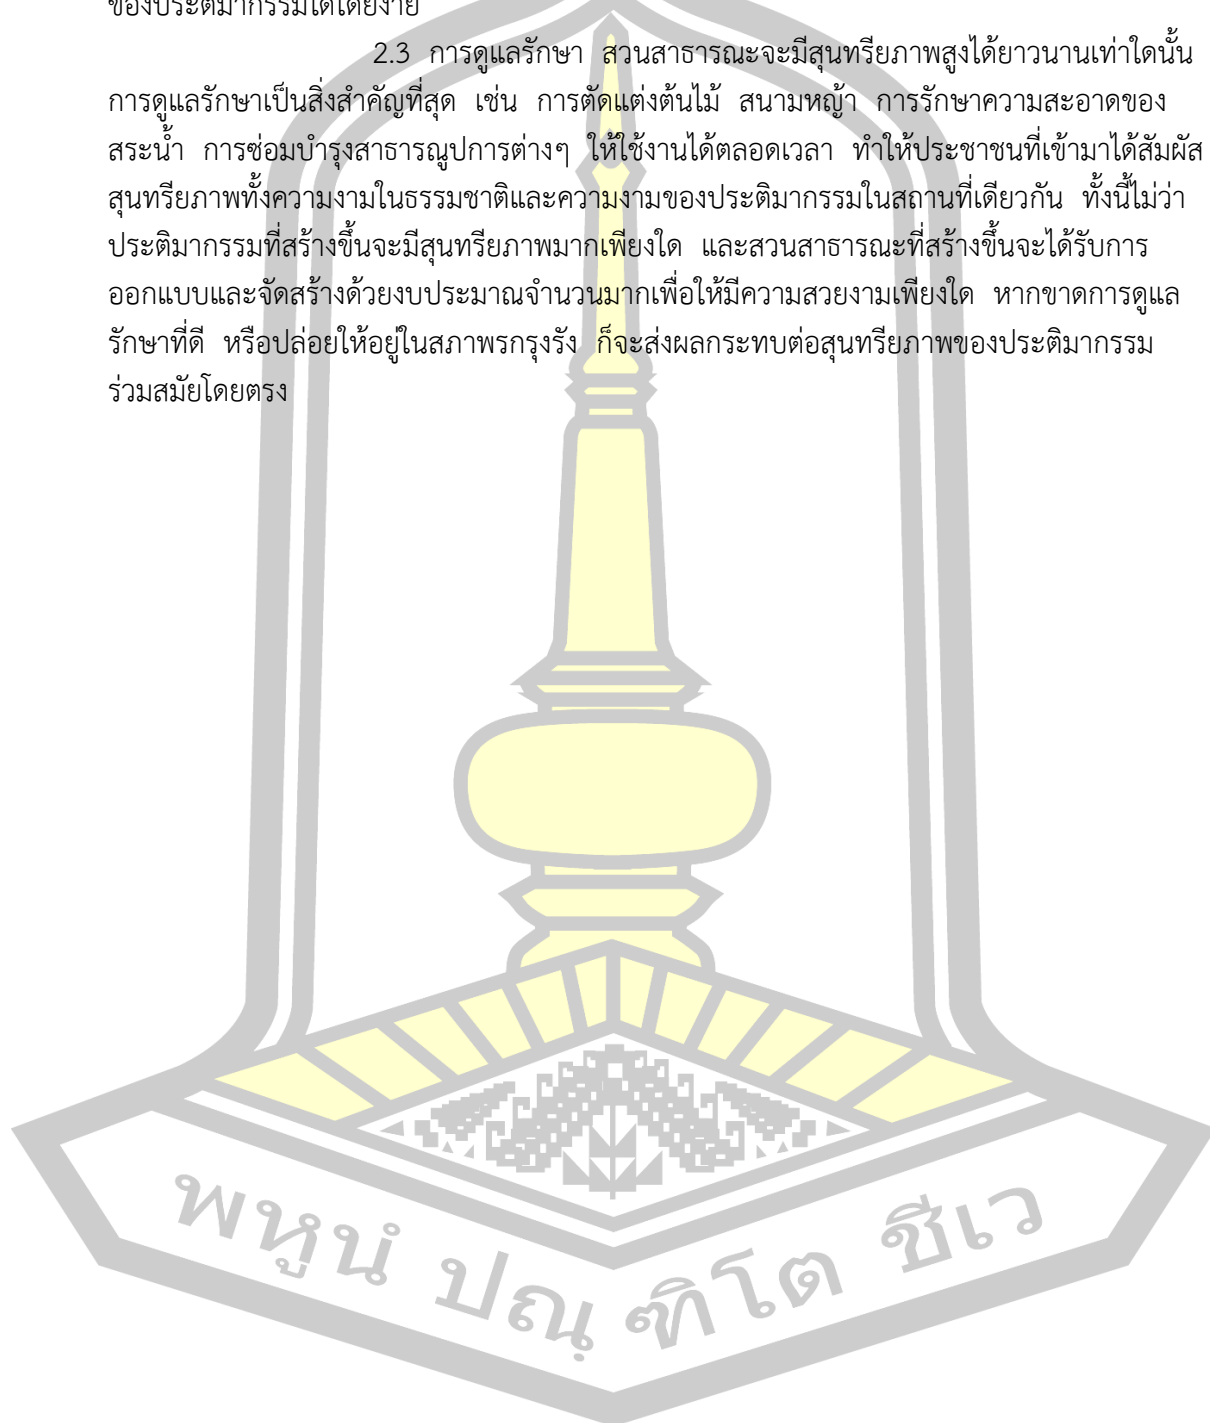 ของประติมากรรมได้โดยง่าย
2.3 การดูแลรักษา สวนสาธารณะจะมีสุนทรียภาพสูงได้ยาวนานเท่าใดนั้น
การดูแลรักษาเป็นสิ่งสำคัญที่สุด เช่น การตัดแต่งต้นไม้ สนามหญ้า การรักษาความสะอาดของ
สระน้ำ การซ่อมบำรุงสาธารณูปการต่างๆ ให้ใช้งานได้ตลอดเวลา ทำให้ประชาชนที่เข้ามาได้สัมผัส
สุนทรียภาพทั้งความงามในธรรมชาติและความงามของประติมากรรมในสถานที่เดียวกัน ทั้งนี้ไม่ว่า
ประติมากรรมที่สร้างขึ้นจะมีสุนทรียภาพมากเพียงใด และสวนสาธารณะที่สร้างขึ้นจะได้รับการ
ออกแบบและจัดสร้างด้วยงบประมาณจำนวนมากเพื่อให้มีความสวยงามเพียงใด หากขาดการดูแล
รักษาที่ดี หรือปล่อยให้อยู่ในสภาพรกรุงรัง ก็จะส่งผลกระทบต่อสุนทรียภาพของประติมากรรม
ร่วมสมัยโดยตรง
พหูนํ ปณฺฑิโต ชีเว